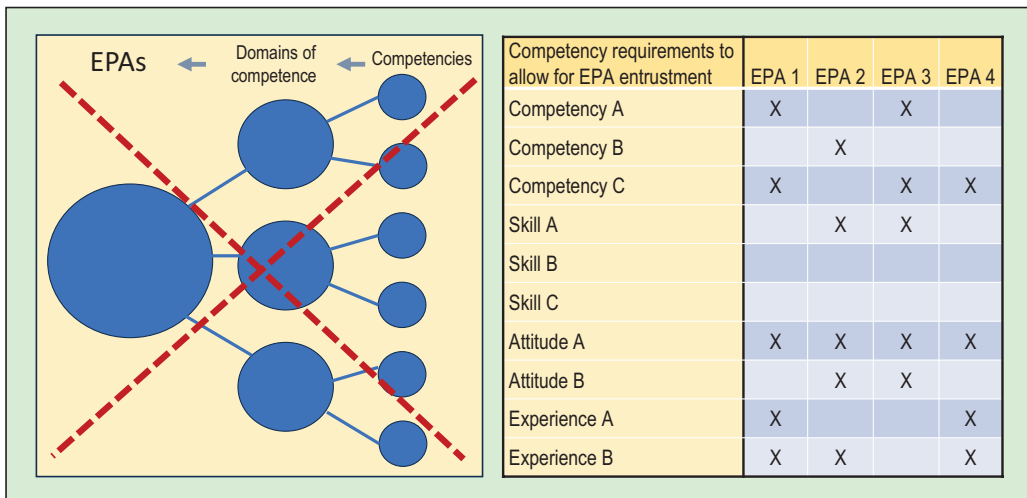 EPAs
Domains of
competence
Competencies
Competency requirements to
allow for EPA entrustment EPA 1 EPA 2 EPA 3 EPA 4
Competency A X X
Competency B X
Competency C X X X
Skill A X X
Skill B
Skill C
Attitude A X X X X
Attitude B X X
Experience A X X
Experience B X X X